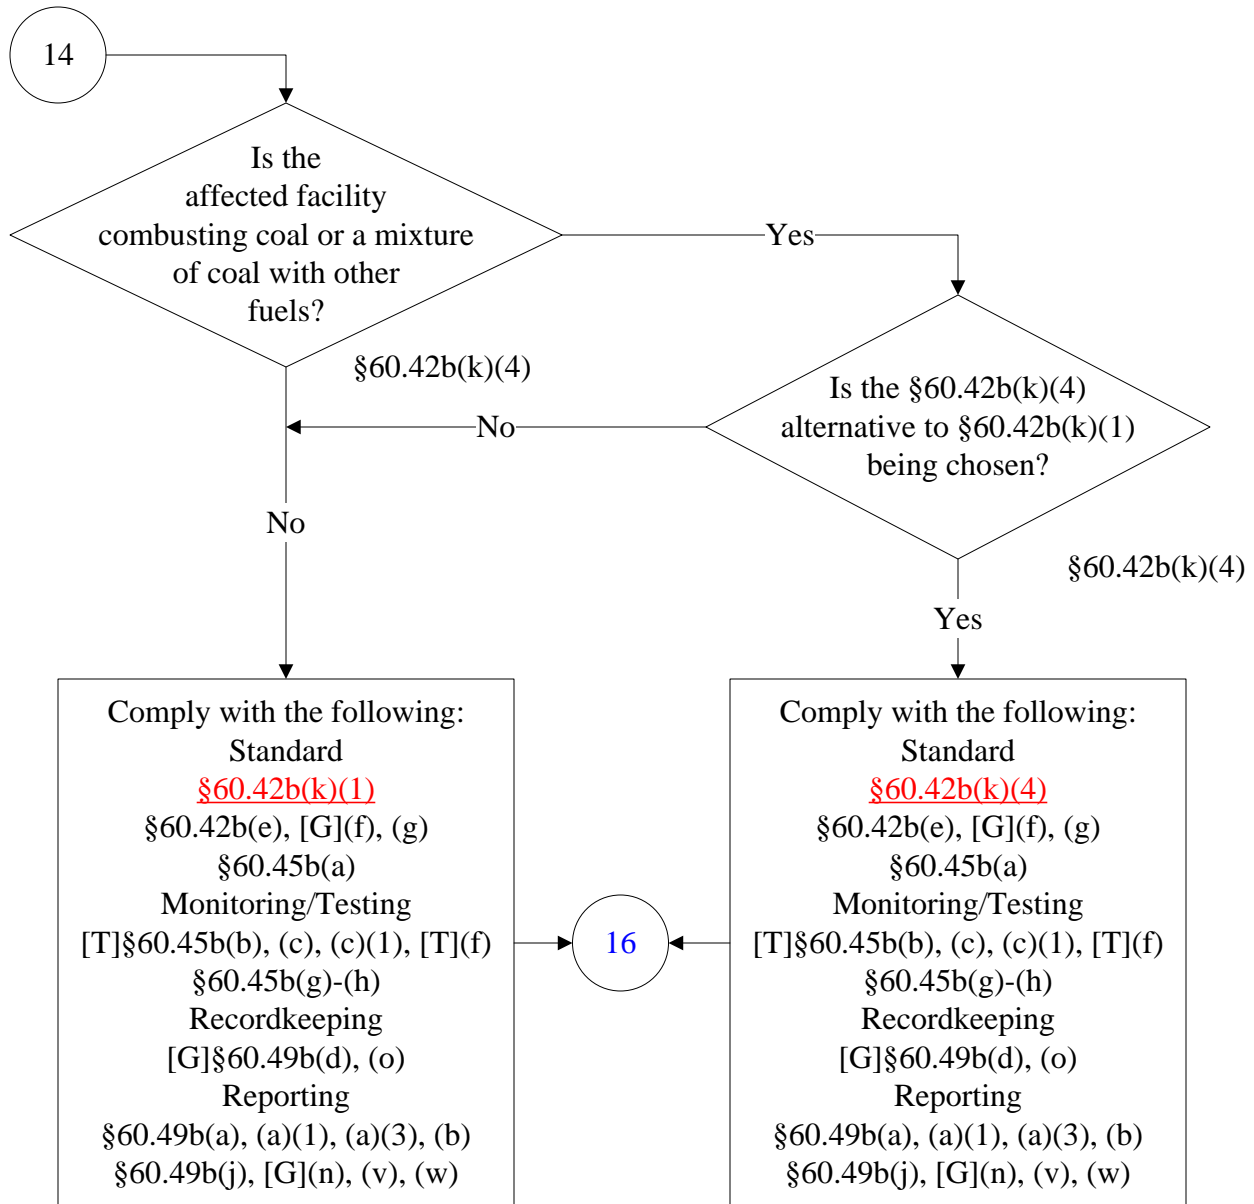 14
Is the
affected facility
combusting coal or a mixture
of coal with other
fuels?
Yes
§60.42b(k)(4)
Is the §60.42b(k)(4)
alternative to §60.42b(k)(1)
being chosen?
No
No
§60.42b(k)(4)
Yes
Comply with the following:
Standard
§60.42b(k)(1)
§60.42b(e), [G](f), (g)
§60.45b(a)
Monitoring/Testing
[T]§60.45b(b), (c), (c)(1), [T](f)
§60.45b(g)-(h)
Recordkeeping
[G]§60.49b(d), (o)
Reporting
§60.49b(a), (a)(1), (a)(3), (b)
§60.49b(j), [G](n), (v), (w)
16
Comply with the following:
Standard
§60.42b(k)(4)
§60.42b(e), [G](f), (g)
§60.45b(a)
Monitoring/Testing
[T]§60.45b(b), (c), (c)(1), [T](f)
§60.45b(g)-(h)
Recordkeeping
[G]§60.49b(d), (o)
Reporting
§60.49b(a), (a)(1), (a)(3), (b)
§60.49b(j), [G](n), (v), (w)